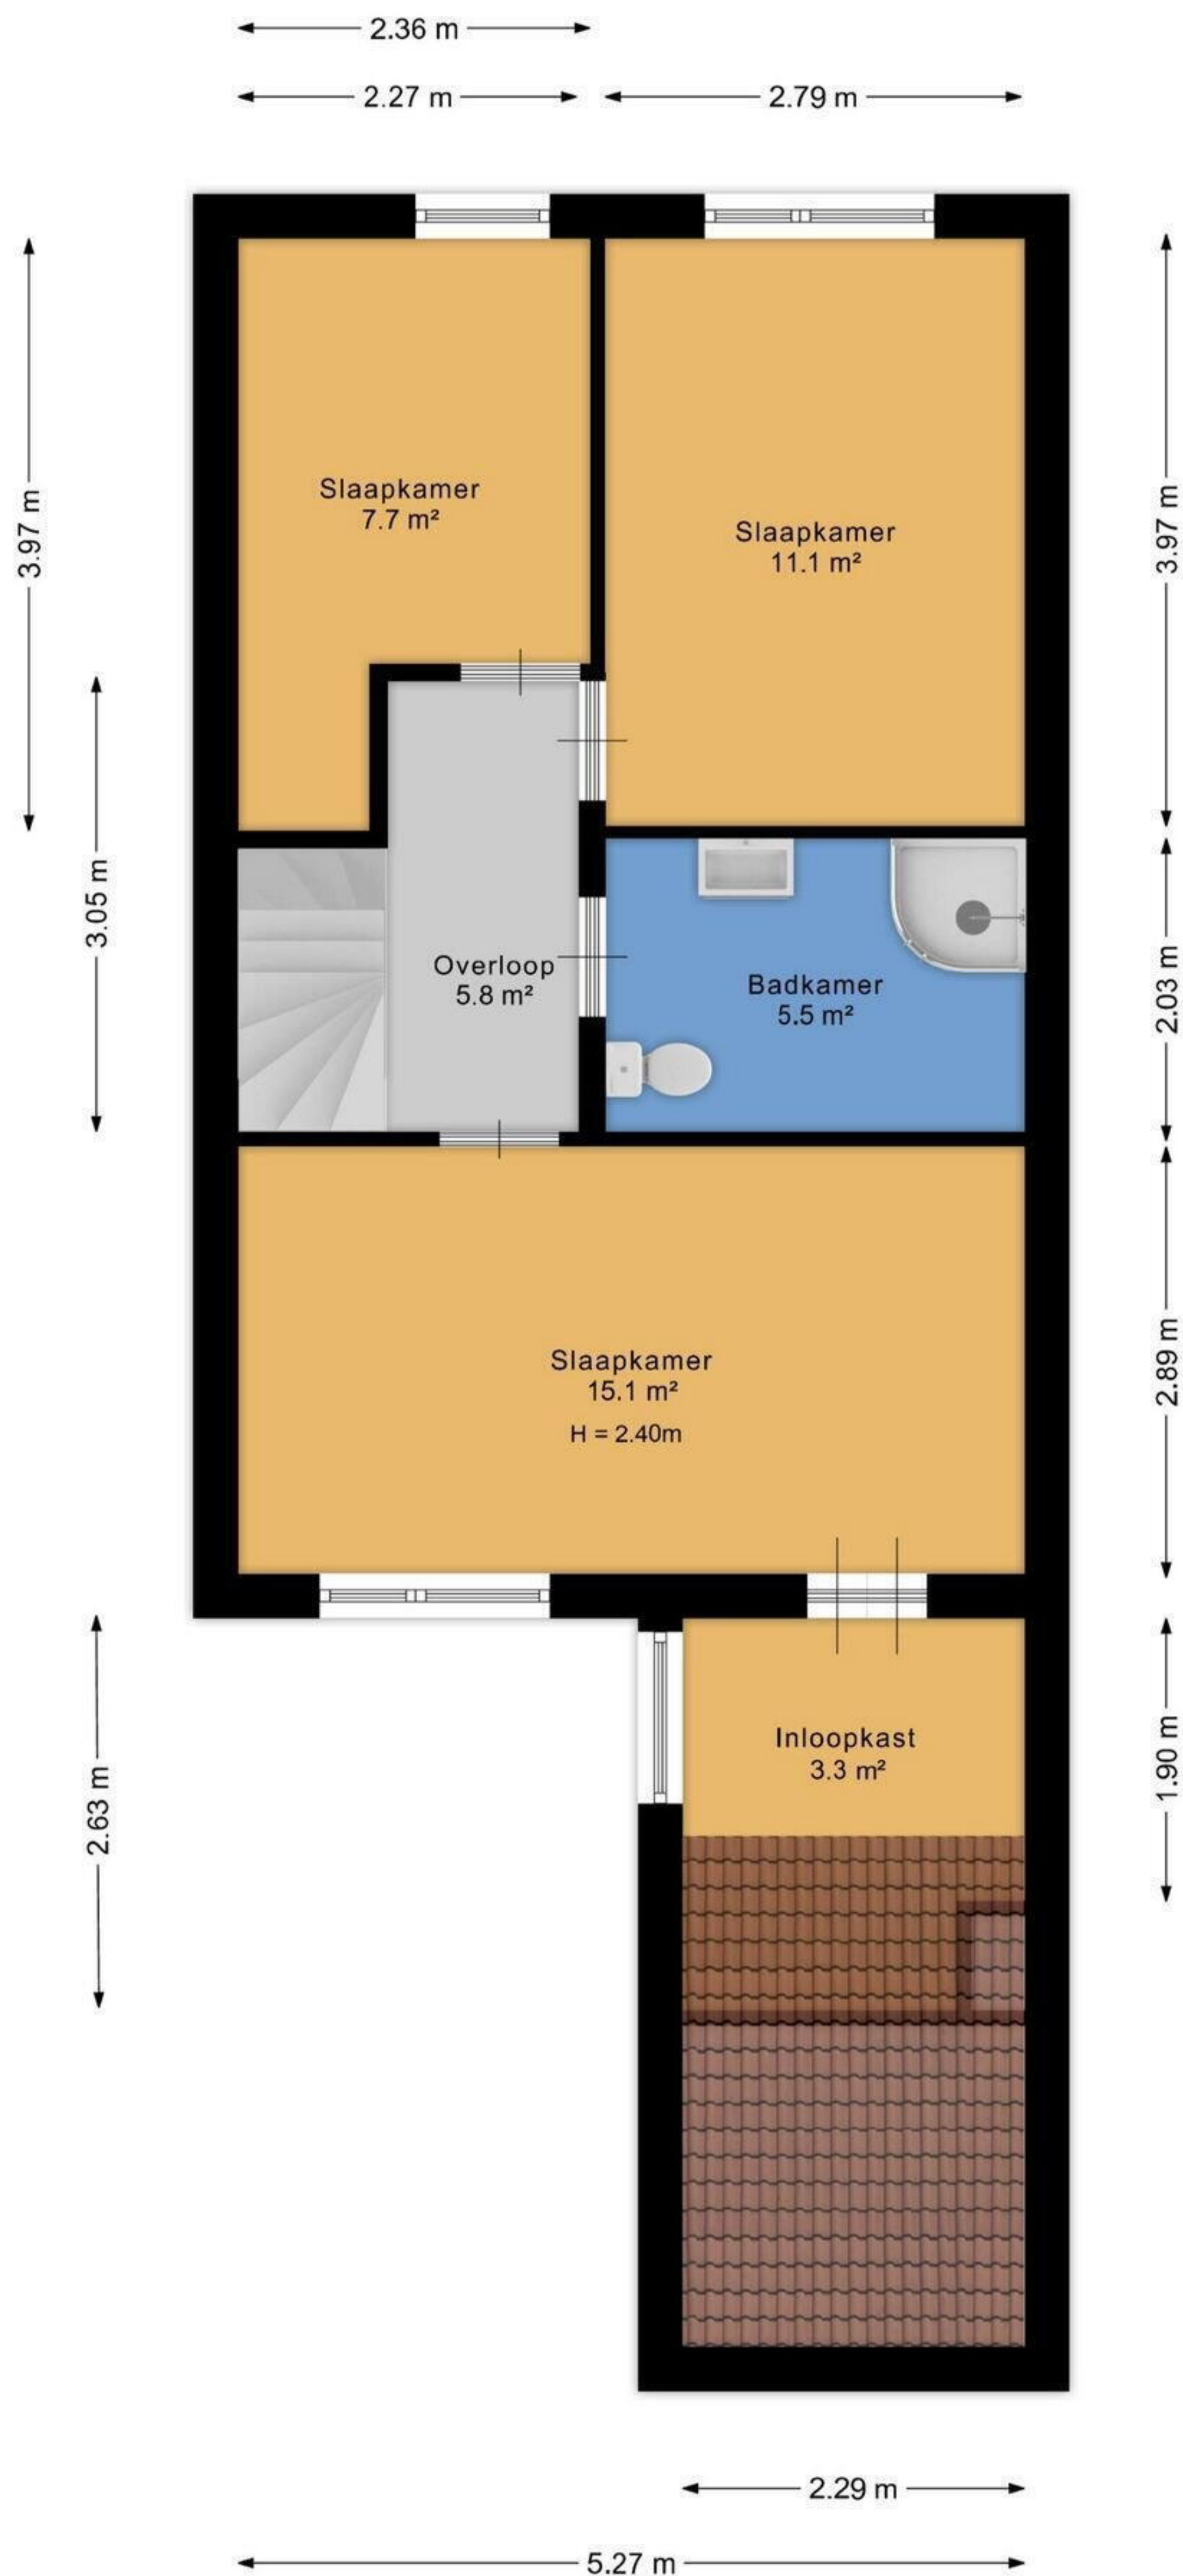 2.36 m
2.27 m
2.79 m
3.97 m
3.97 m
Slaapkamer
7.7 m²
Slaapkamer
11.1 m²
3.05 m
2.03 m
Overloop
5.8 m²
Badkamer
5.5 m²
2.89 m
Slaapkamer
15.1 m²
H = 2.40m
2.63 m
1.90 m
Inloopkast
3.3 m²
2.29 m
5.27 m